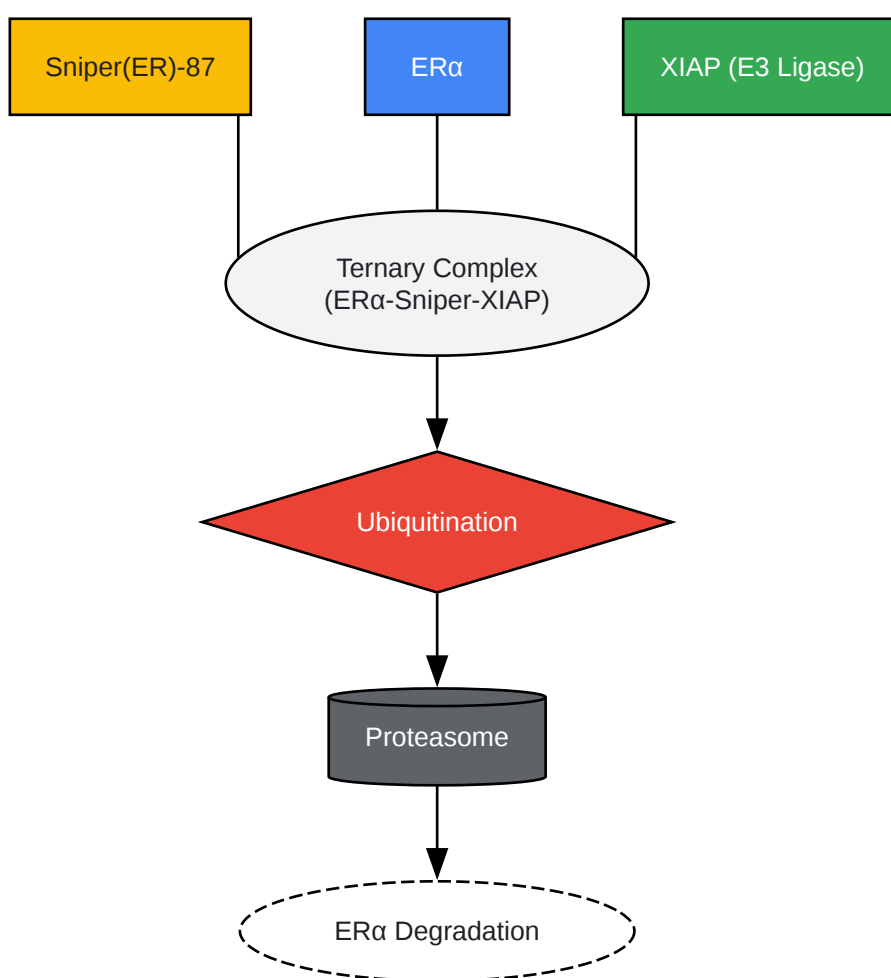 Sniper(ER)-87
ERα
XIAP (E3 Ligase)
Ternary Complex
(ERα-Sniper-XIAP)
Ubiquitination
Proteasome
ERα Degradation